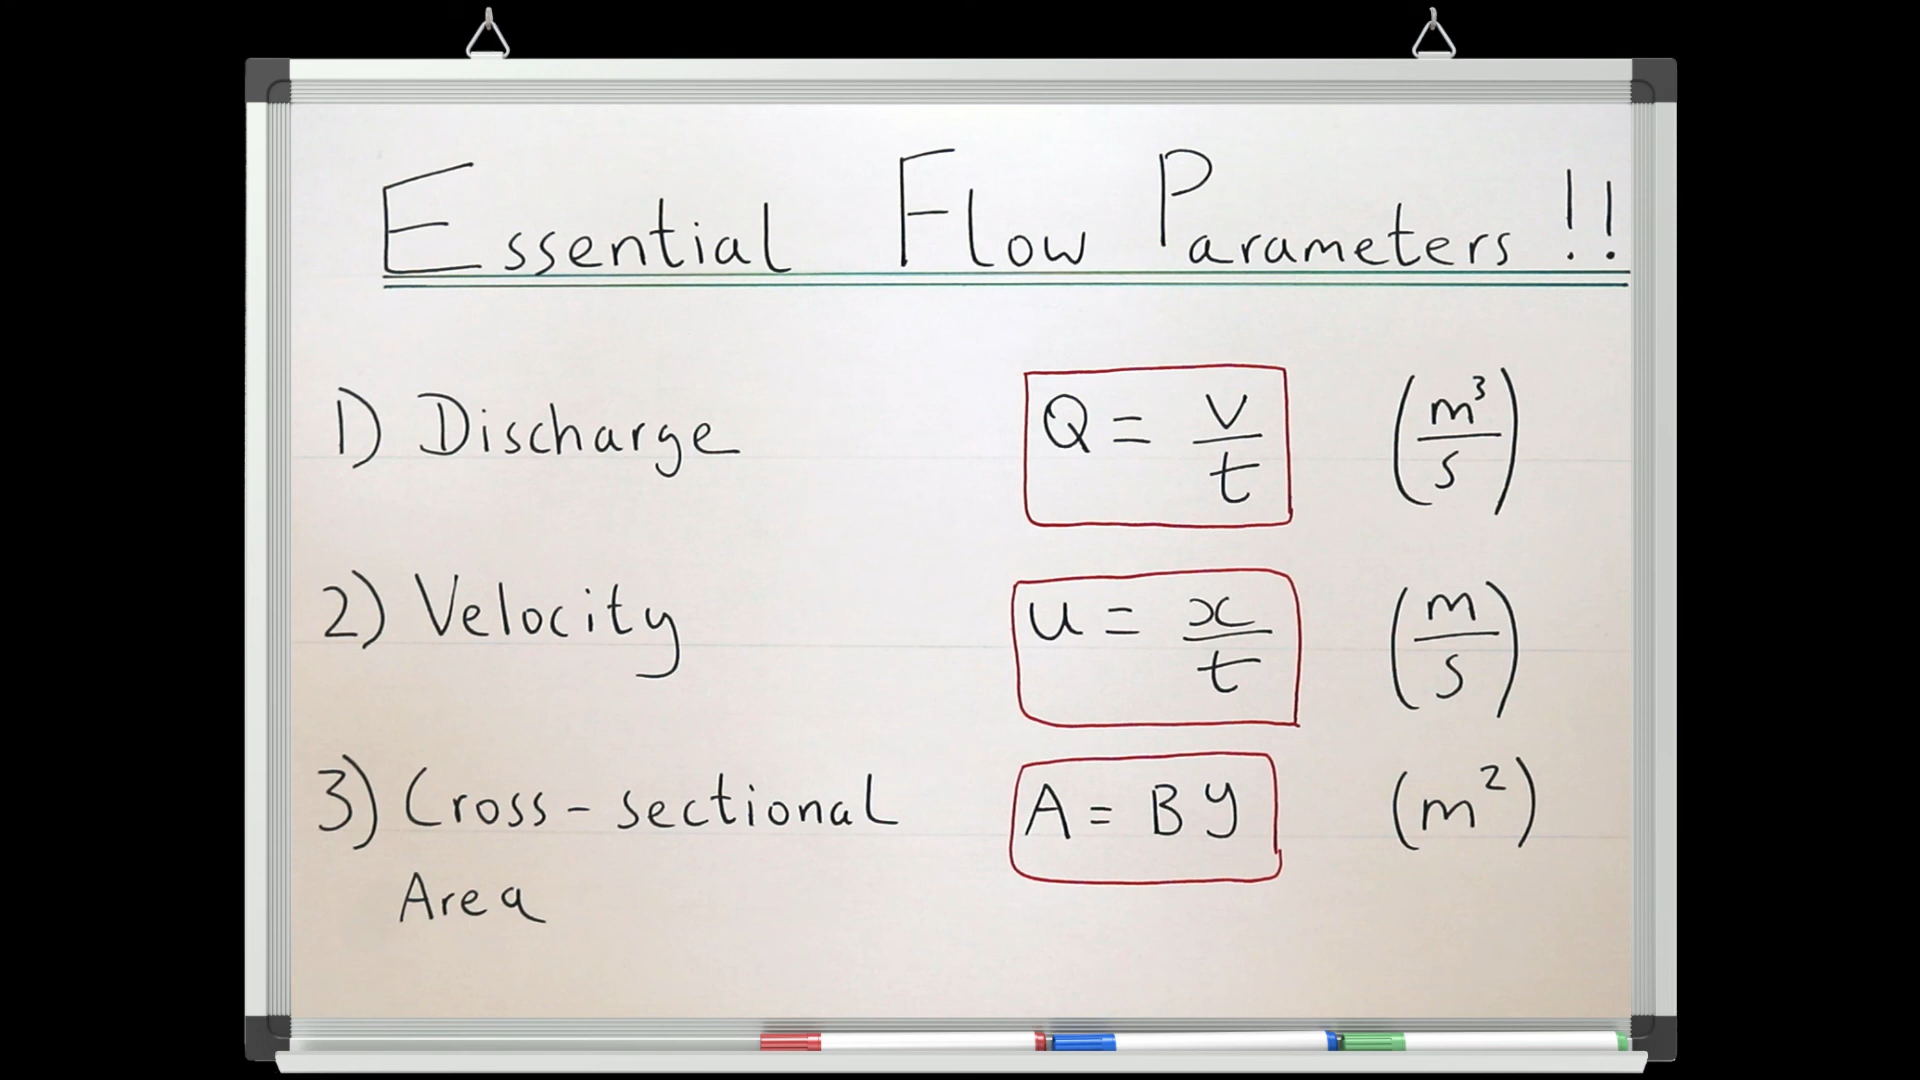 Essential Flow Parameters !!
1) Discharge Q = V/t (m³/s)
2) Velocity u = x/t (m/s)
3) Cross-sectional A = By (m²)
Area